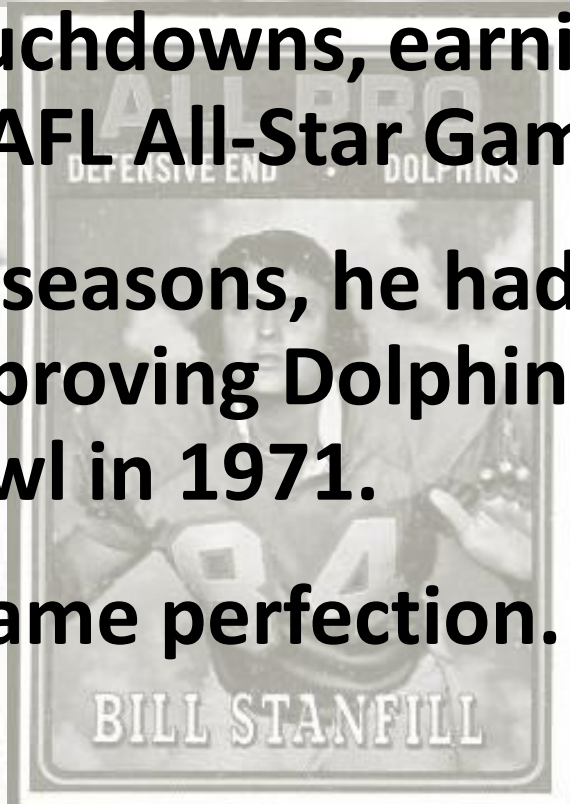 uchdowns, earni
ALL PRO
AFL All-Star Gam
DEFENSIVE END • DOLPHINS
seasons, he had
proving Dolphin
wl in 1971.
84
ame perfection.
BILL STANFILL